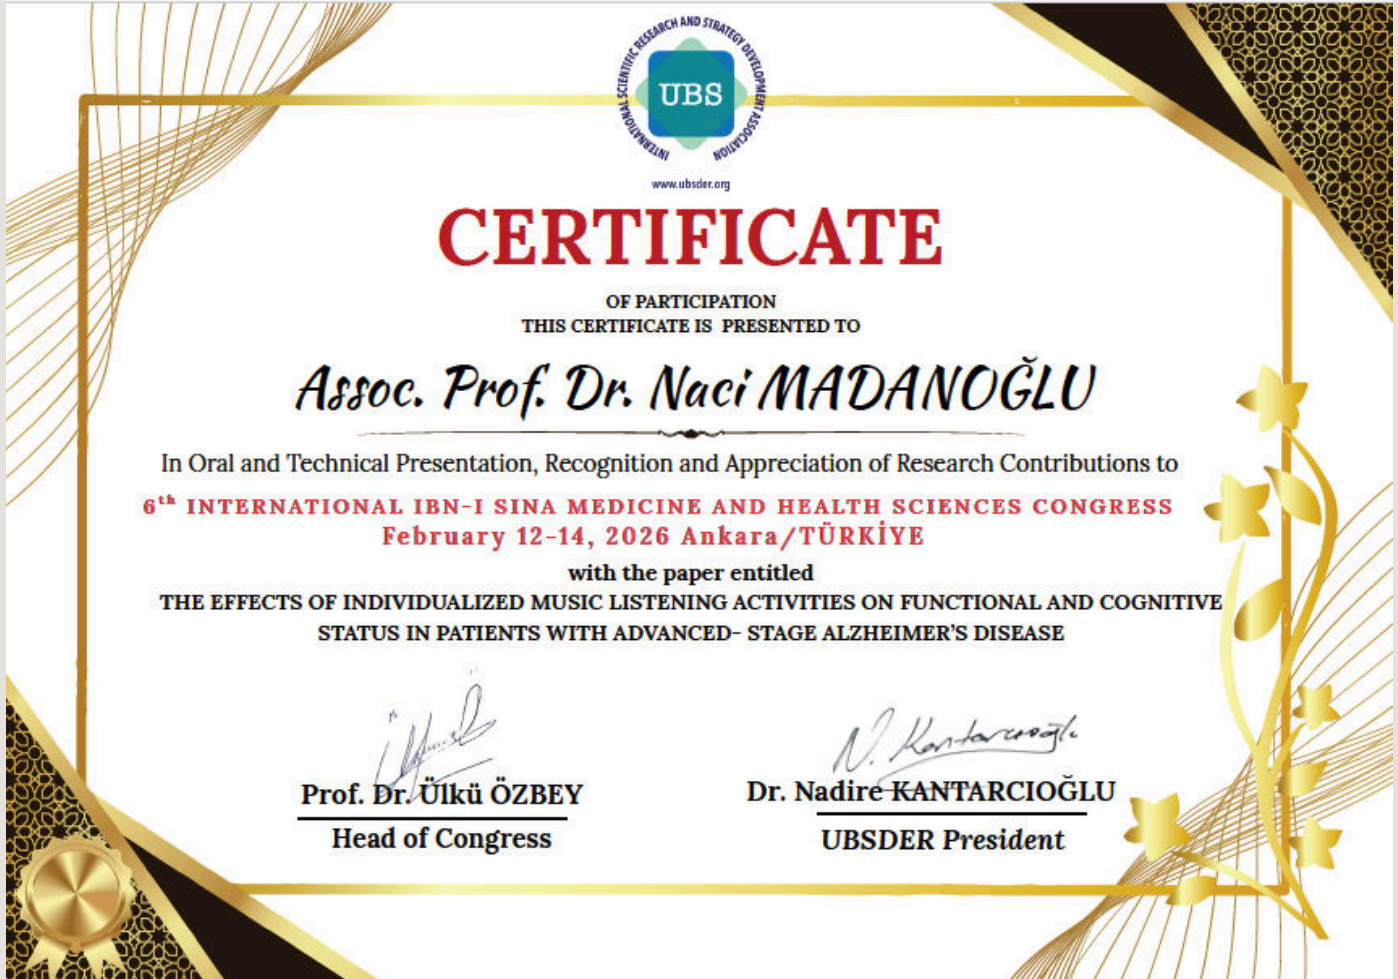 INTERNATIONAL SCIENTIFIC RESEARCH AND STRATEGY DEVELOPMENT ASSOCIATION
UBS
www.ubsder.org
CERTIFICATE
OF PARTICIPATION
THIS CERTIFICATE IS PRESENTED TO
Assoc. Prof. Dr. Naci MADANOĞLU
In Oral and Technical Presentation, Recognition and Appreciation of Research Contributions to
6th INTERNATIONAL IBN-I SINA MEDICINE AND HEALTH SCIENCES CONGRESS
February 12-14, 2026 Ankara/TÜRKİYE
with the paper entitled
THE EFFECTS OF INDIVIDUALIZED MUSIC LISTENING ACTIVITIES ON FUNCTIONAL AND COGNITIVE
STATUS IN PATIENTS WITH ADVANCED- STAGE ALZHEIMER’S DISEASE
N. Kantarcıoğlu
Prof. Dr. Ülkü ÖZBEY
Dr. Nadire KANTARCIOĞLU
Head of Congress
UBSDER President